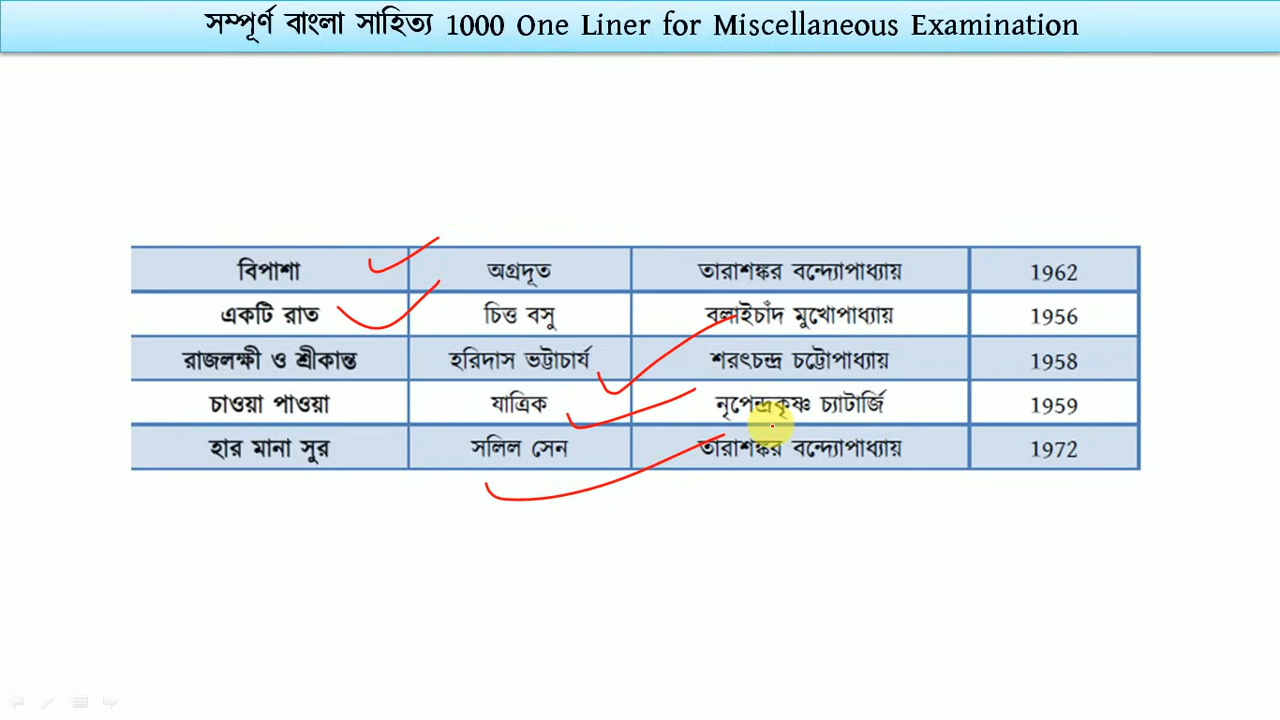 সম্পূর্ণ বাংলা সাহিত্য 1000 One Liner for Miscellaneous Examination
বিপাশা অগ্রদূত তারাশঙ্কর বন্দ্যোপাধ্যায় 1962
একটি রাত চিত্ত বসু বলাইচাঁদ মুখোপাধ্যায় 1956
রাজলক্ষী ও শ্রীকান্ত হরিদাস ভট্টাচার্য শরৎচন্দ্র চট্টোপাধ্যায় 1958
চাওয়া পাওয়া যাত্রিক নৃপেন্দ্রকৃষ্ণ চ্যাটার্জি 1959
হার মানা সুর সলিল সেন তারাশঙ্কর বন্দ্যোপাধ্যায় 1972